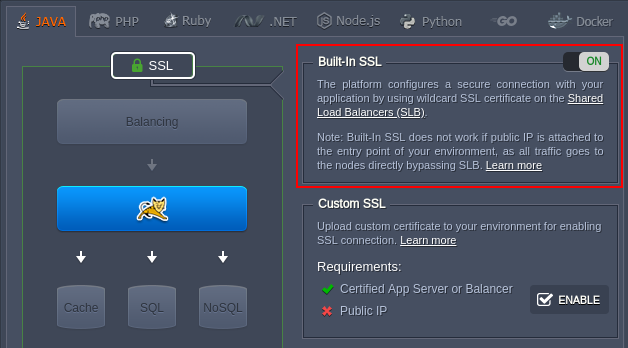 JAVA PHP Ruby .NET Node.js Python GO Docker
SSL
Balancing
Cache SQL NoSQL
Built-In SSL ON
The platform configures a secure connection with your
application by using wildcard SSL certificate on the Shared
Load Balancers (SLB).
Note: Built-In SSL does not work if public IP is attached to
the entry point of your environment, as all traffic goes to
the nodes directly bypassing SLB. Learn more
Custom SSL
Upload custom certificate to your environment for enabling
SSL connection. Learn more
Requirements:
Certified App Server or Balancer
Public IP
ENABLE